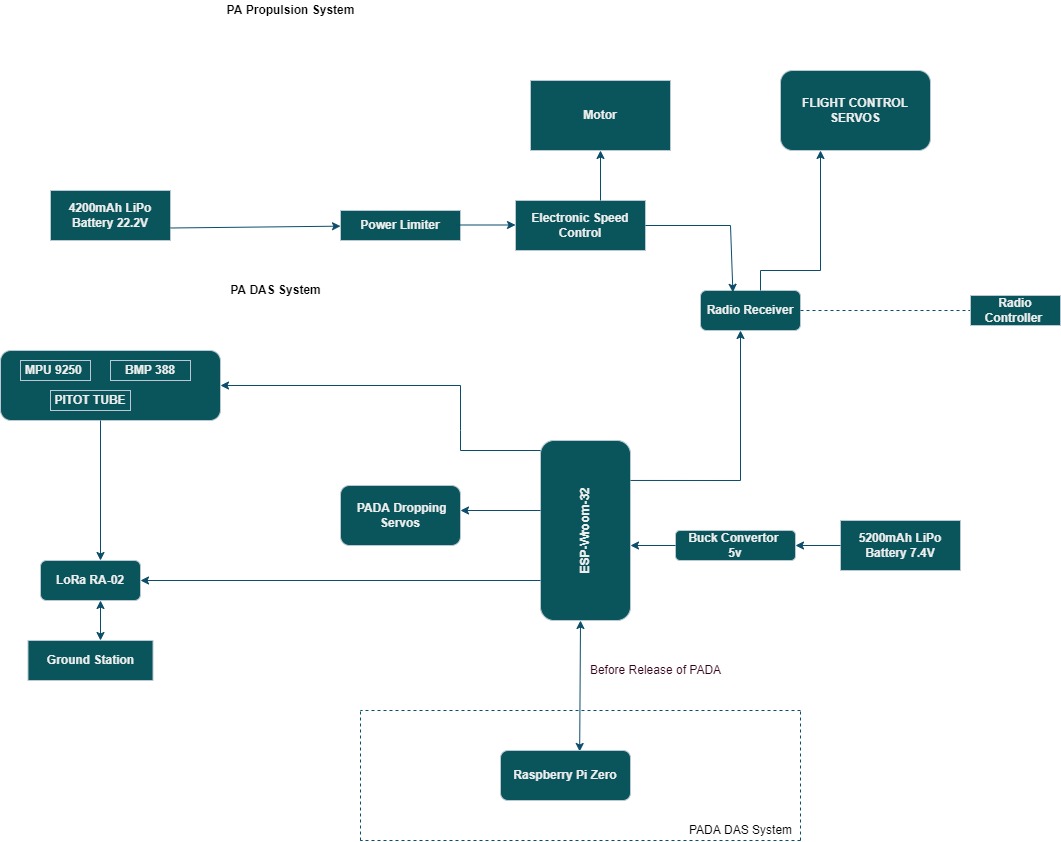 PA Propulsion System
Motor
FLIGHT CONTROL
SERVOS
4200mAh LiPo
Battery 22.2V
Power Limiter
Electronic Speed
Control
PA DAS System
Radio Receiver
Radio
Controller
MPU 9250
BMP 388
PITOT TUBE
PADA Dropping
Servos
ESP-Wroom-32
Buck Convertor
5v
5200mAh LiPo
Battery 7.4V
LoRa RA-02
Ground Station
Before Release of PADA
Raspberry Pi Zero
PADA DAS System